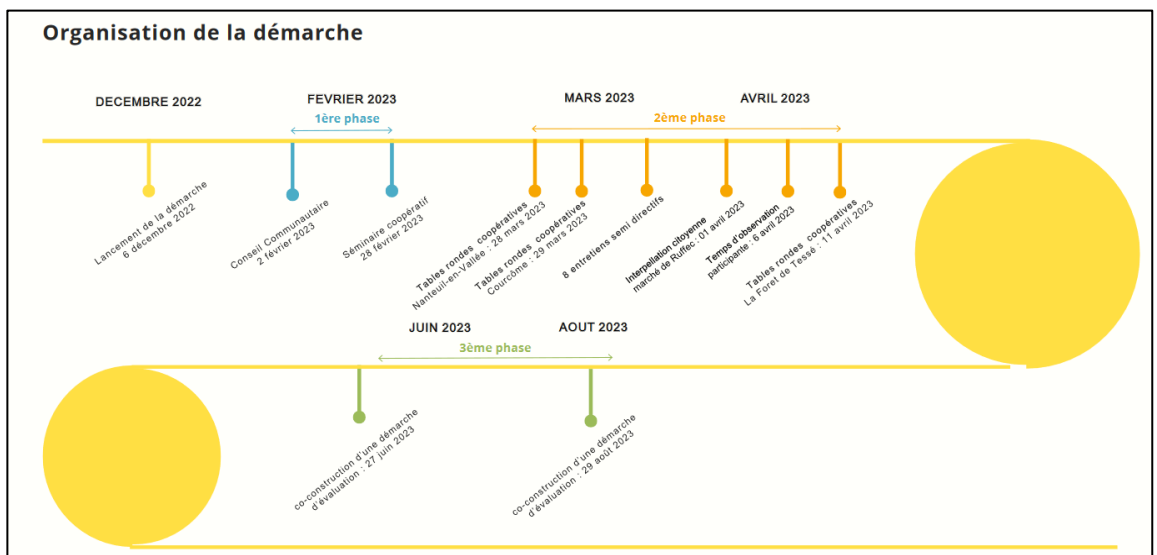 Organisation de la démarche
DECEMBRE 2022
FEVRIER 2023
MARS 2023
AVRIL 2023
1ère phase
2ème phase
Lancement de la démarche
6 décembre 2022
Conseil Communautaire
2 février 2023
Séminaire coopératif
28 février 2023
Tables rondes coopératives
Nanteuil-en-Vallée : 28 mars 2023
Tables rondes coopératives
Courcôme : 29 mars 2023
8 entretiens semi directifs
Interpellation citoyenne
marché de Ruffec : 01 avril 2023
Temps d'observation
participante : 6 avril 2023
Tables rondes coopératives
La Foret de Tessé : 11 avril 2023
JUIN 2023
AOUT 2023
3ème phase
co-construction d'une démarche
d'évaluation : 27 juin 2023
co-construction d'une démarche
d'évaluation : 29 août 2023